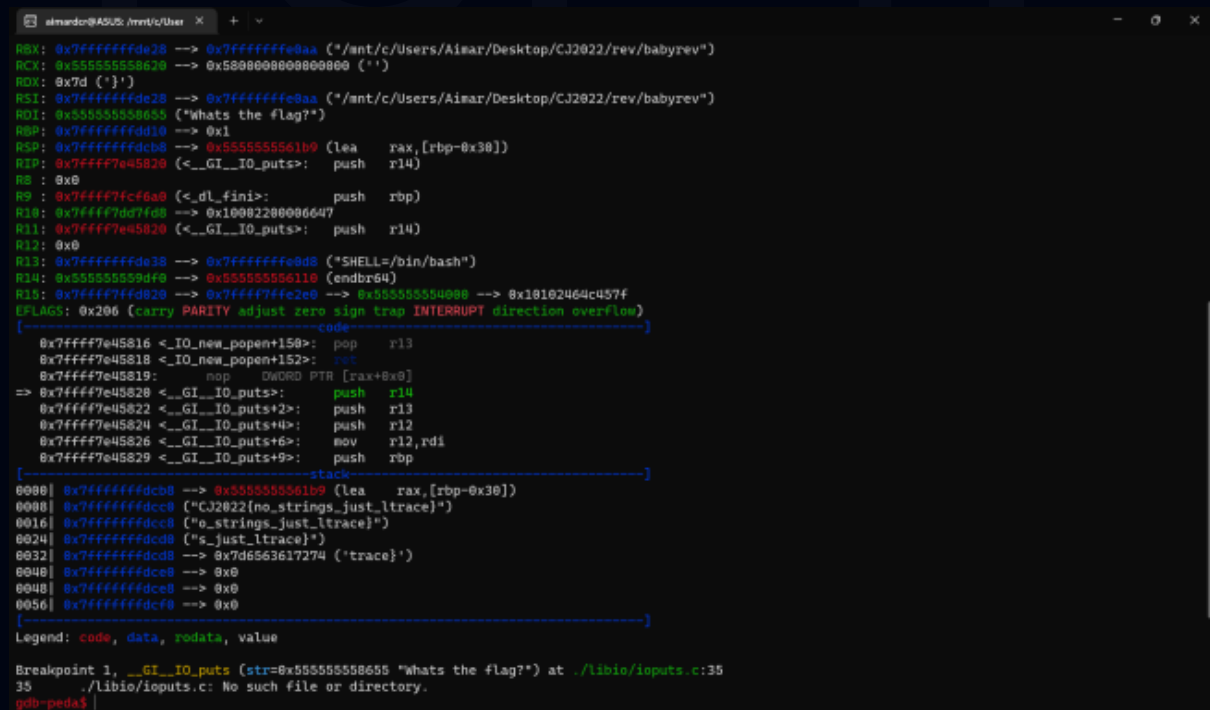 aimardcr@ASUS: /mnt/c/User
RBX: 0x7fffffffde28 --> 0x7fffffffe0aa ("/mnt/c/Users/Aimar/Desktop/CJ2022/rev/babyrev")
RCX: 0x555555558620 --> 0x5800000000000000 ('')
RDX: 0x7d ('}')
RSI: 0x7fffffffde28 --> 0x7fffffffe0aa ("/mnt/c/Users/Aimar/Desktop/CJ2022/rev/babyrev")
RDI: 0x555555558655 ("Whats the flag?")
RBP: 0x7fffffffdd10 --> 0x1
RSP: 0x7fffffffdcb8 --> 0x5555555561b9 (lea    rax,[rbp-0x30])
RIP: 0x7ffff7e45820 (<__GI__IO_puts>:    push   r14)
R8 : 0x0
R9 : 0x7ffff7fcf6a0 (<_dl_fini>:    push   rbp)
R10: 0x7ffff7dd7fd8 --> 0x10002200006647
R11: 0x7ffff7e45820 (<__GI__IO_puts>:    push   r14)
R12: 0x0
R13: 0x7fffffffde38 --> 0x7fffffffe0d8 ("SHELL=/bin/bash")
R14: 0x555555559df0 --> 0x555555556110 (endbr64)
R15: 0x7ffff7ffd020 --> 0x7ffff7ffe2e0 --> 0x555555554000 --> 0x10102464c457f
EFLAGS: 0x206 (carry PARITY adjust zero sign trap INTERRUPT direction overflow)
[-------------------------------------code-------------------------------------]
0x7ffff7e45816 <_IO_new_popen+150>:  pop    r13
0x7ffff7e45818 <_IO_new_popen+152>:  ret
0x7ffff7e45819:      nop    DWORD PTR [rax+0x0]
=> 0x7ffff7e45820 <__GI__IO_puts>:      push   r14
0x7ffff7e45822 <__GI__IO_puts+2>:    push   r13
0x7ffff7e45824 <__GI__IO_puts+4>:    push   r12
0x7ffff7e45826 <__GI__IO_puts+6>:    mov    r12,rdi
0x7ffff7e45829 <__GI__IO_puts+9>:    push   rbp
[------------------------------------stack-------------------------------------]
0000| 0x7fffffffdcb8 --> 0x5555555561b9 (lea    rax,[rbp-0x30])
0008| 0x7fffffffdcc0 ("CJ2022{no_strings_just_ltrace}")
0016| 0x7fffffffdcc8 ("o_strings_just_ltrace}")
0024| 0x7fffffffdcd0 ("s_just_ltrace}")
0032| 0x7fffffffdcd8 --> 0x7d6563617274 ('trace}')
0040| 0x7fffffffdce0 --> 0x0
0048| 0x7fffffffdce8 --> 0x0
0056| 0x7fffffffdcf0 --> 0x0
[------------------------------------------------------------------------------]
Legend: code, data, rodata, value
Breakpoint 1, __GI__IO_puts (str=0x555555558655 "Whats the flag?") at ./libio/ioputs.c:35
35      ./libio/ioputs.c: No such file or directory.
gdb-peda$